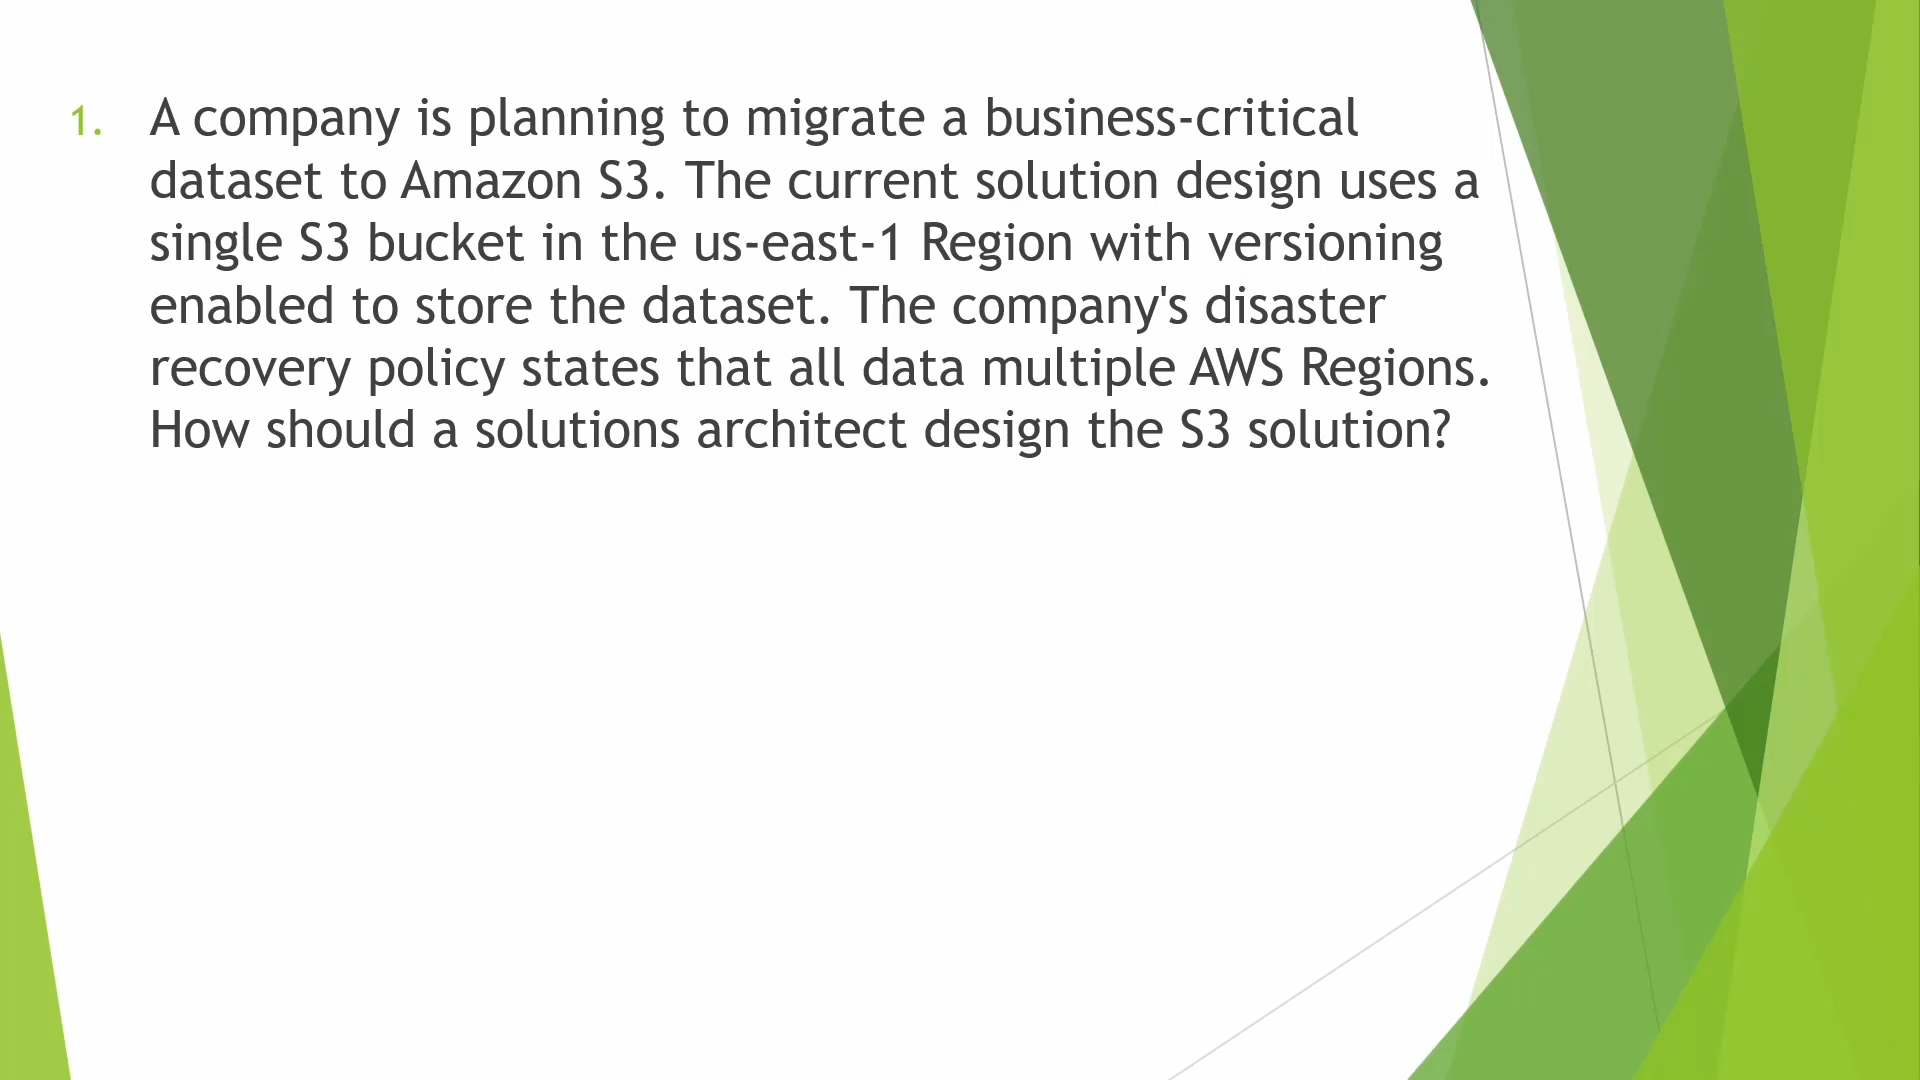 1. A company is planning to migrate a business-critical
dataset to Amazon S3. The current solution design uses a
single S3 bucket in the us-east-1 Region with versioning
enabled to store the dataset. The company's disaster
recovery policy states that all data multiple AWS Regions.
How should a solutions architect design the S3 solution?